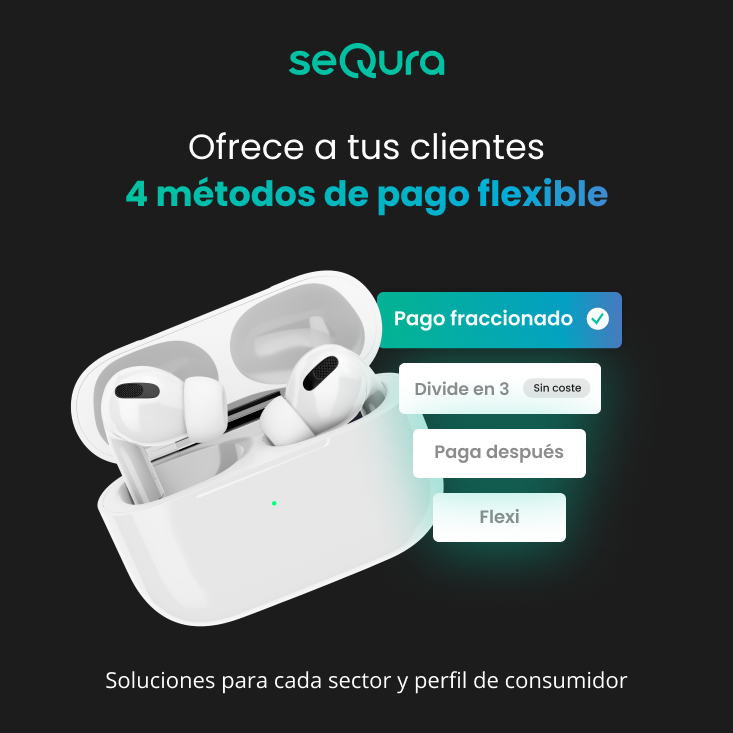 seQura
Ofrece a tus clientes
4 métodos de pago flexible
Pago fraccionado
Divide en 3 Sin coste
Paga después
Flexi
Soluciones para cada sector y perfil de consumidor